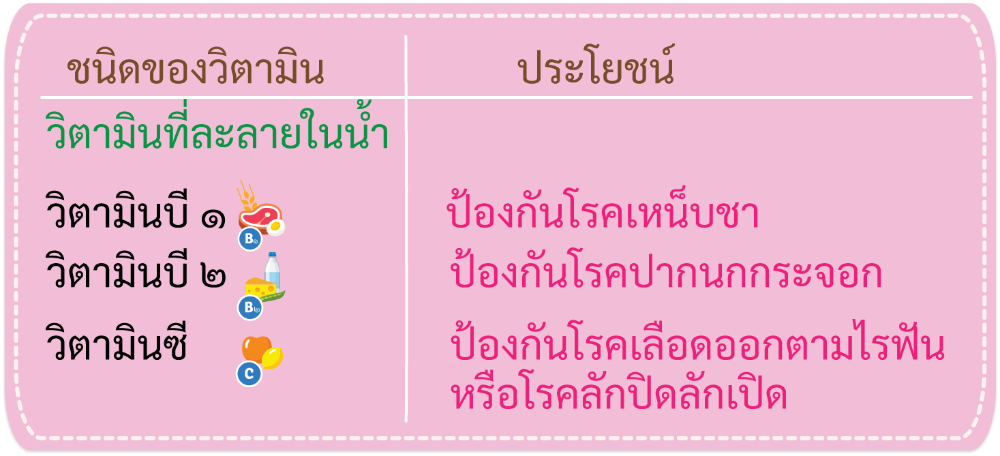 ชนิดของวิตามิน ประโยชน์
วิตามินที่ละลายในน้ำ
วิตามินบี ๑ ป้องกันโรคเหน็บชา
B๑
วิตามินบี ๒ ป้องกันโรคปากนกกระจอก
B๒
วิตามินซี ป้องกันโรคเลือดออกตามไรฟัน
C
หรือโรคลักปิดลักเปิด